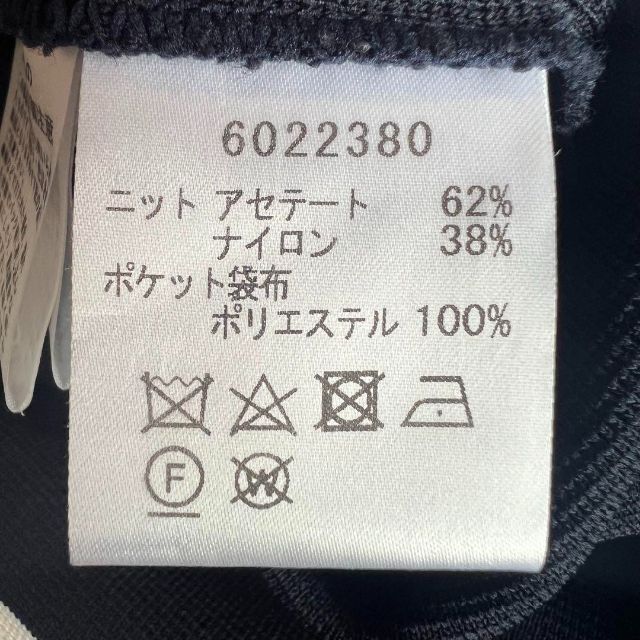 6022380
ニット アセテート 62%
ナイロン 38%
ポケット袋布
ポリエステル 100%
F W